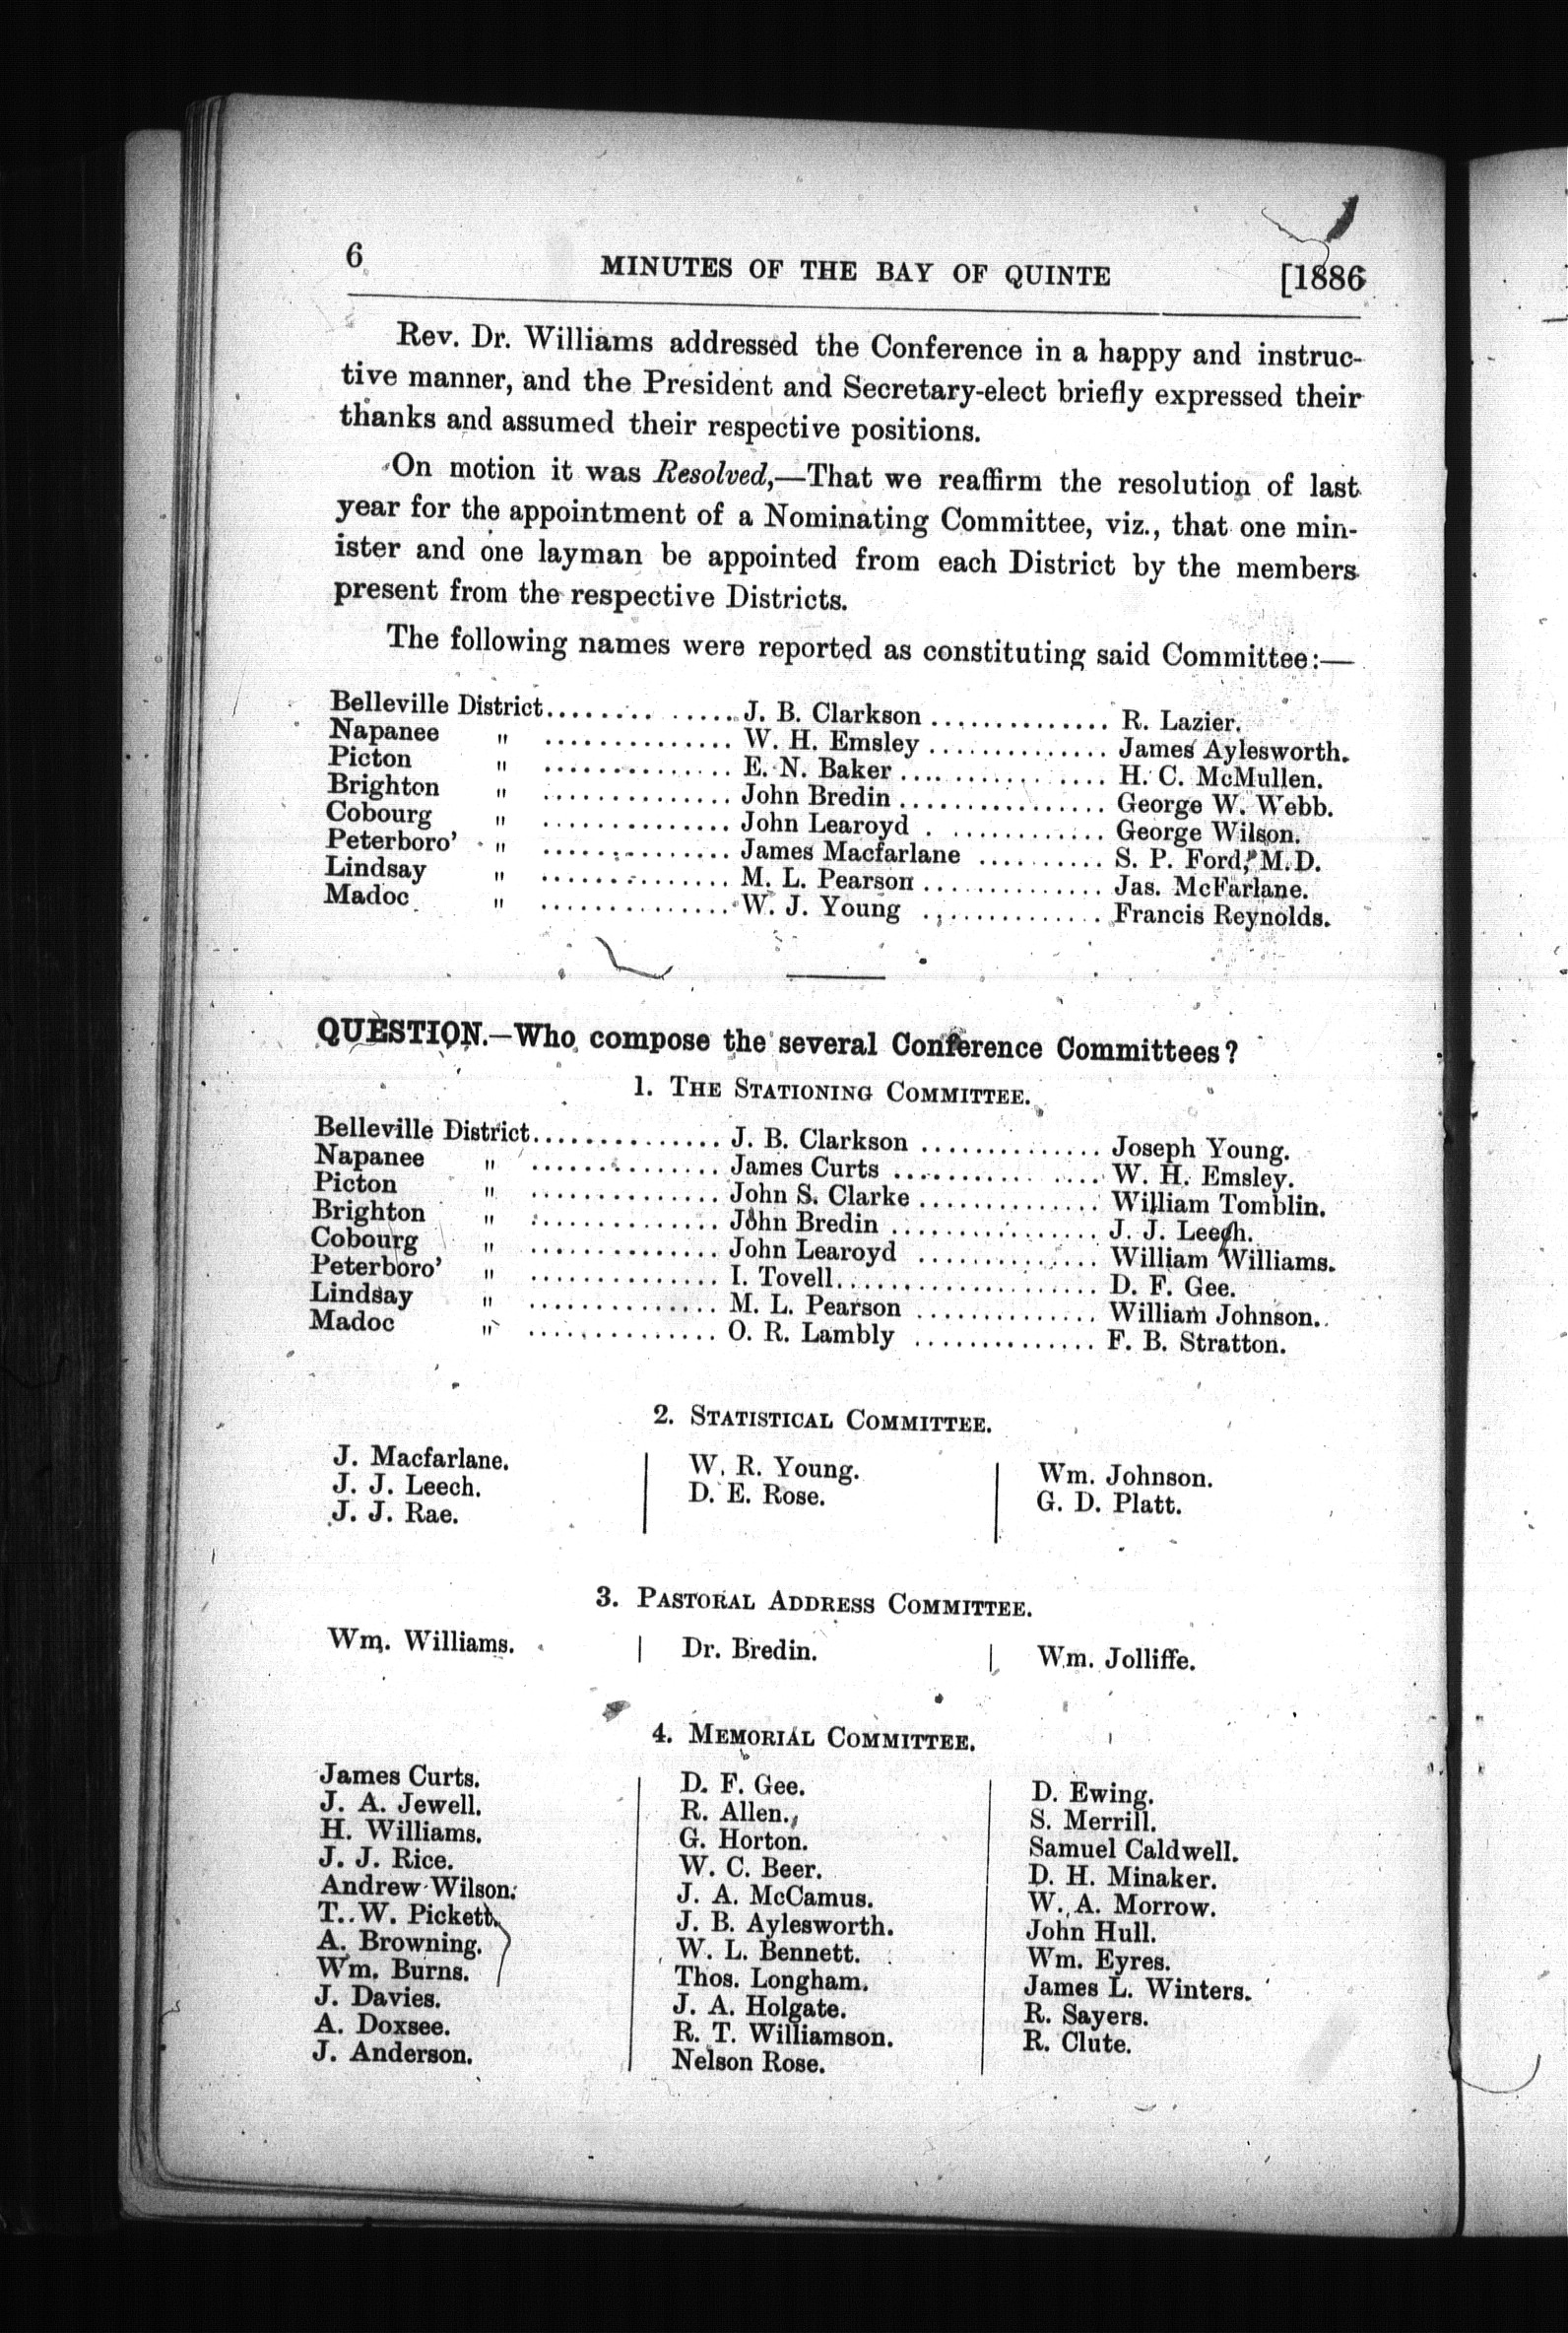 6 MINUTES OF THE BAY OF QUINTE [1886
Rev. Dr. Williams addressed the Conference in a happy and instruc-
tive manner, and the President and Secretary-elect briefly expressed their
thanks and assumed their respective positions.
On motion it was Resolved,—That we reaffirm the resolution of last
year for the appointment of a Nominating Committee, viz., that one min-
ister and one layman be appointed from each District by the members
present from the respective Districts.
The following names were reported as constituting said Committee:—
Belleville District.................J. B. Clarkson .............. R. Lazier.
Napanee " .............. W. H. Emsley .............. James Aylesworth.
Picton " .............. E. N. Baker ................ H. C. McMullen.
Brighton " .............. John Bredin ................ George W. Webb.
Cobourg " .............. John Learoyd .............. George Wilson.
Peterboro' " .............. James Macfarlane .......... S. P. Ford, M.D.
Lindsay " .............. M. L. Pearson .............. Jas. McFarlane.
Madoc " .............. W. J. Young .............. Francis Reynolds.
QUESTION.—Who compose the several Conference Committees?
1. THE STATIONING COMMITTEE.
Belleville District............... J. B. Clarkson .............. Joseph Young.
Napanee " .............. James Curts ................ W. H. Emsley.
Picton " .............. John S. Clarke .............. William Tomblin.
Brighton " .............. John Bredin ................ J. J. Leech.
Cobourg " .............. John Learoyd .............. William Williams.
Peterboro' " .............. I. Tovell.................... D. F. Gee.
Lindsay " .............. M. L. Pearson .............. William Johnson.
Madoc " .............. O. R. Lambly .............. F. B. Stratton.
2. STATISTICAL COMMITTEE.
J. Macfarlane. W. R. Young. Wm. Johnson.
J. J. Leech. D. E. Rose. G. D. Platt.
J. J. Rae.
3. PASTORAL ADDRESS COMMITTEE.
Wm. Williams. Dr. Bredin. Wm. Jolliffe.
4. MEMORIAL COMMITTEE.
James Curts. D. F. Gee. D. Ewing.
J. A. Jewell. R. Allen. S. Merrill.
H. Williams. G. Horton. Samuel Caldwell.
J. J. Rice. W. C. Beer. D. H. Minaker.
Andrew Wilson. J. A. McCamus. W. A. Morrow.
T. W. Pickett. J. B. Aylesworth. John Hull.
A. Browning. W. L. Bennett. Wm. Eyres.
Wm. Burns. Thos. Longham. James L. Winters.
J. Davies. J. A. Holgate. R. Sayers.
A. Doxsee. R. T. Williamson. R. Clute.
J. Anderson. Nelson Rose.